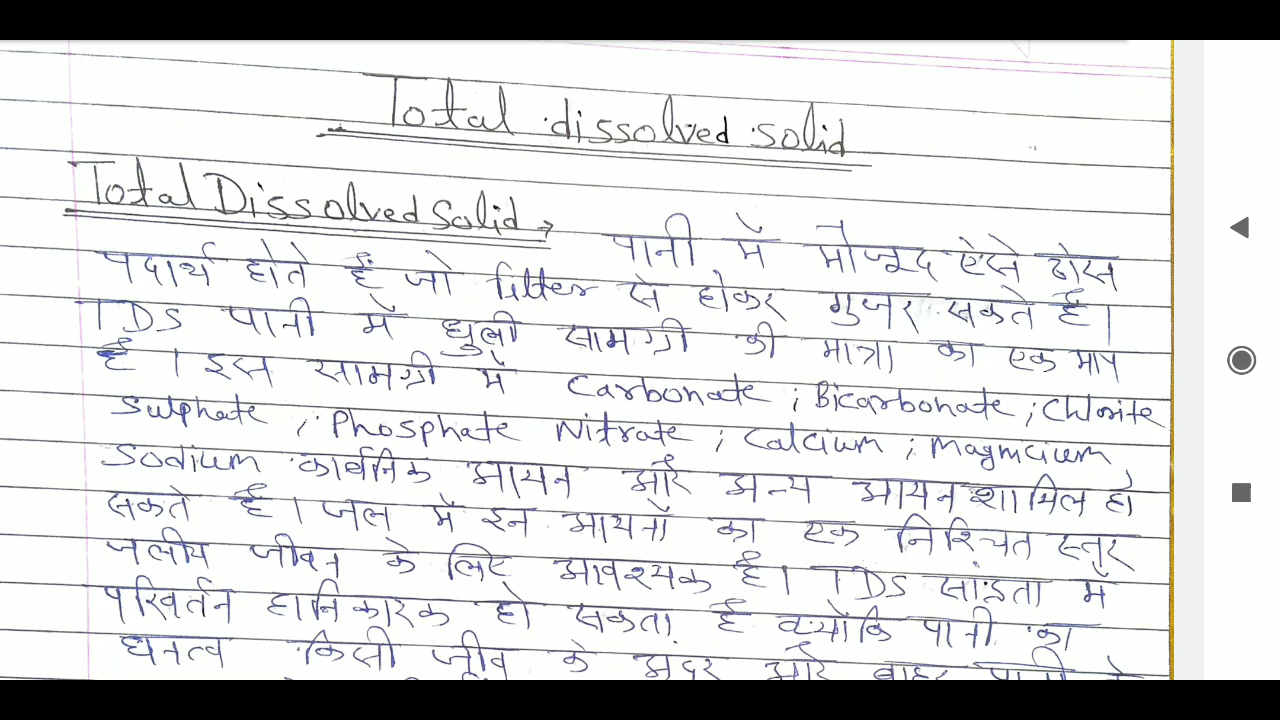 Total dissolved solid
Total Dissolved Solid → पानी में मौजूद ऐसे ठोस
पदार्थ होते हैं जो filter से होकर गुजर सकते है।
TDS पानी में घुली सामग्री की मात्रा का एक माप
है । इस सामग्री में Carbonate ; Bicarbonate ; Chlorite
Sulphate ; Phosphate Nitrate ; Calcium ; Magnicium,
Sodium कार्बनिक आयन और अन्य आयन शामिल हो
सकते है । जल में इन आयनों का एक निश्चित स्तर
जलीय जीवन के लिए आवश्यक है। TDS सांद्रता में
परिवर्तन हानिकारक हो सकता है क्योंकि पानी का
घनत्व किसी जीव के अंदर और बाहर पानी के